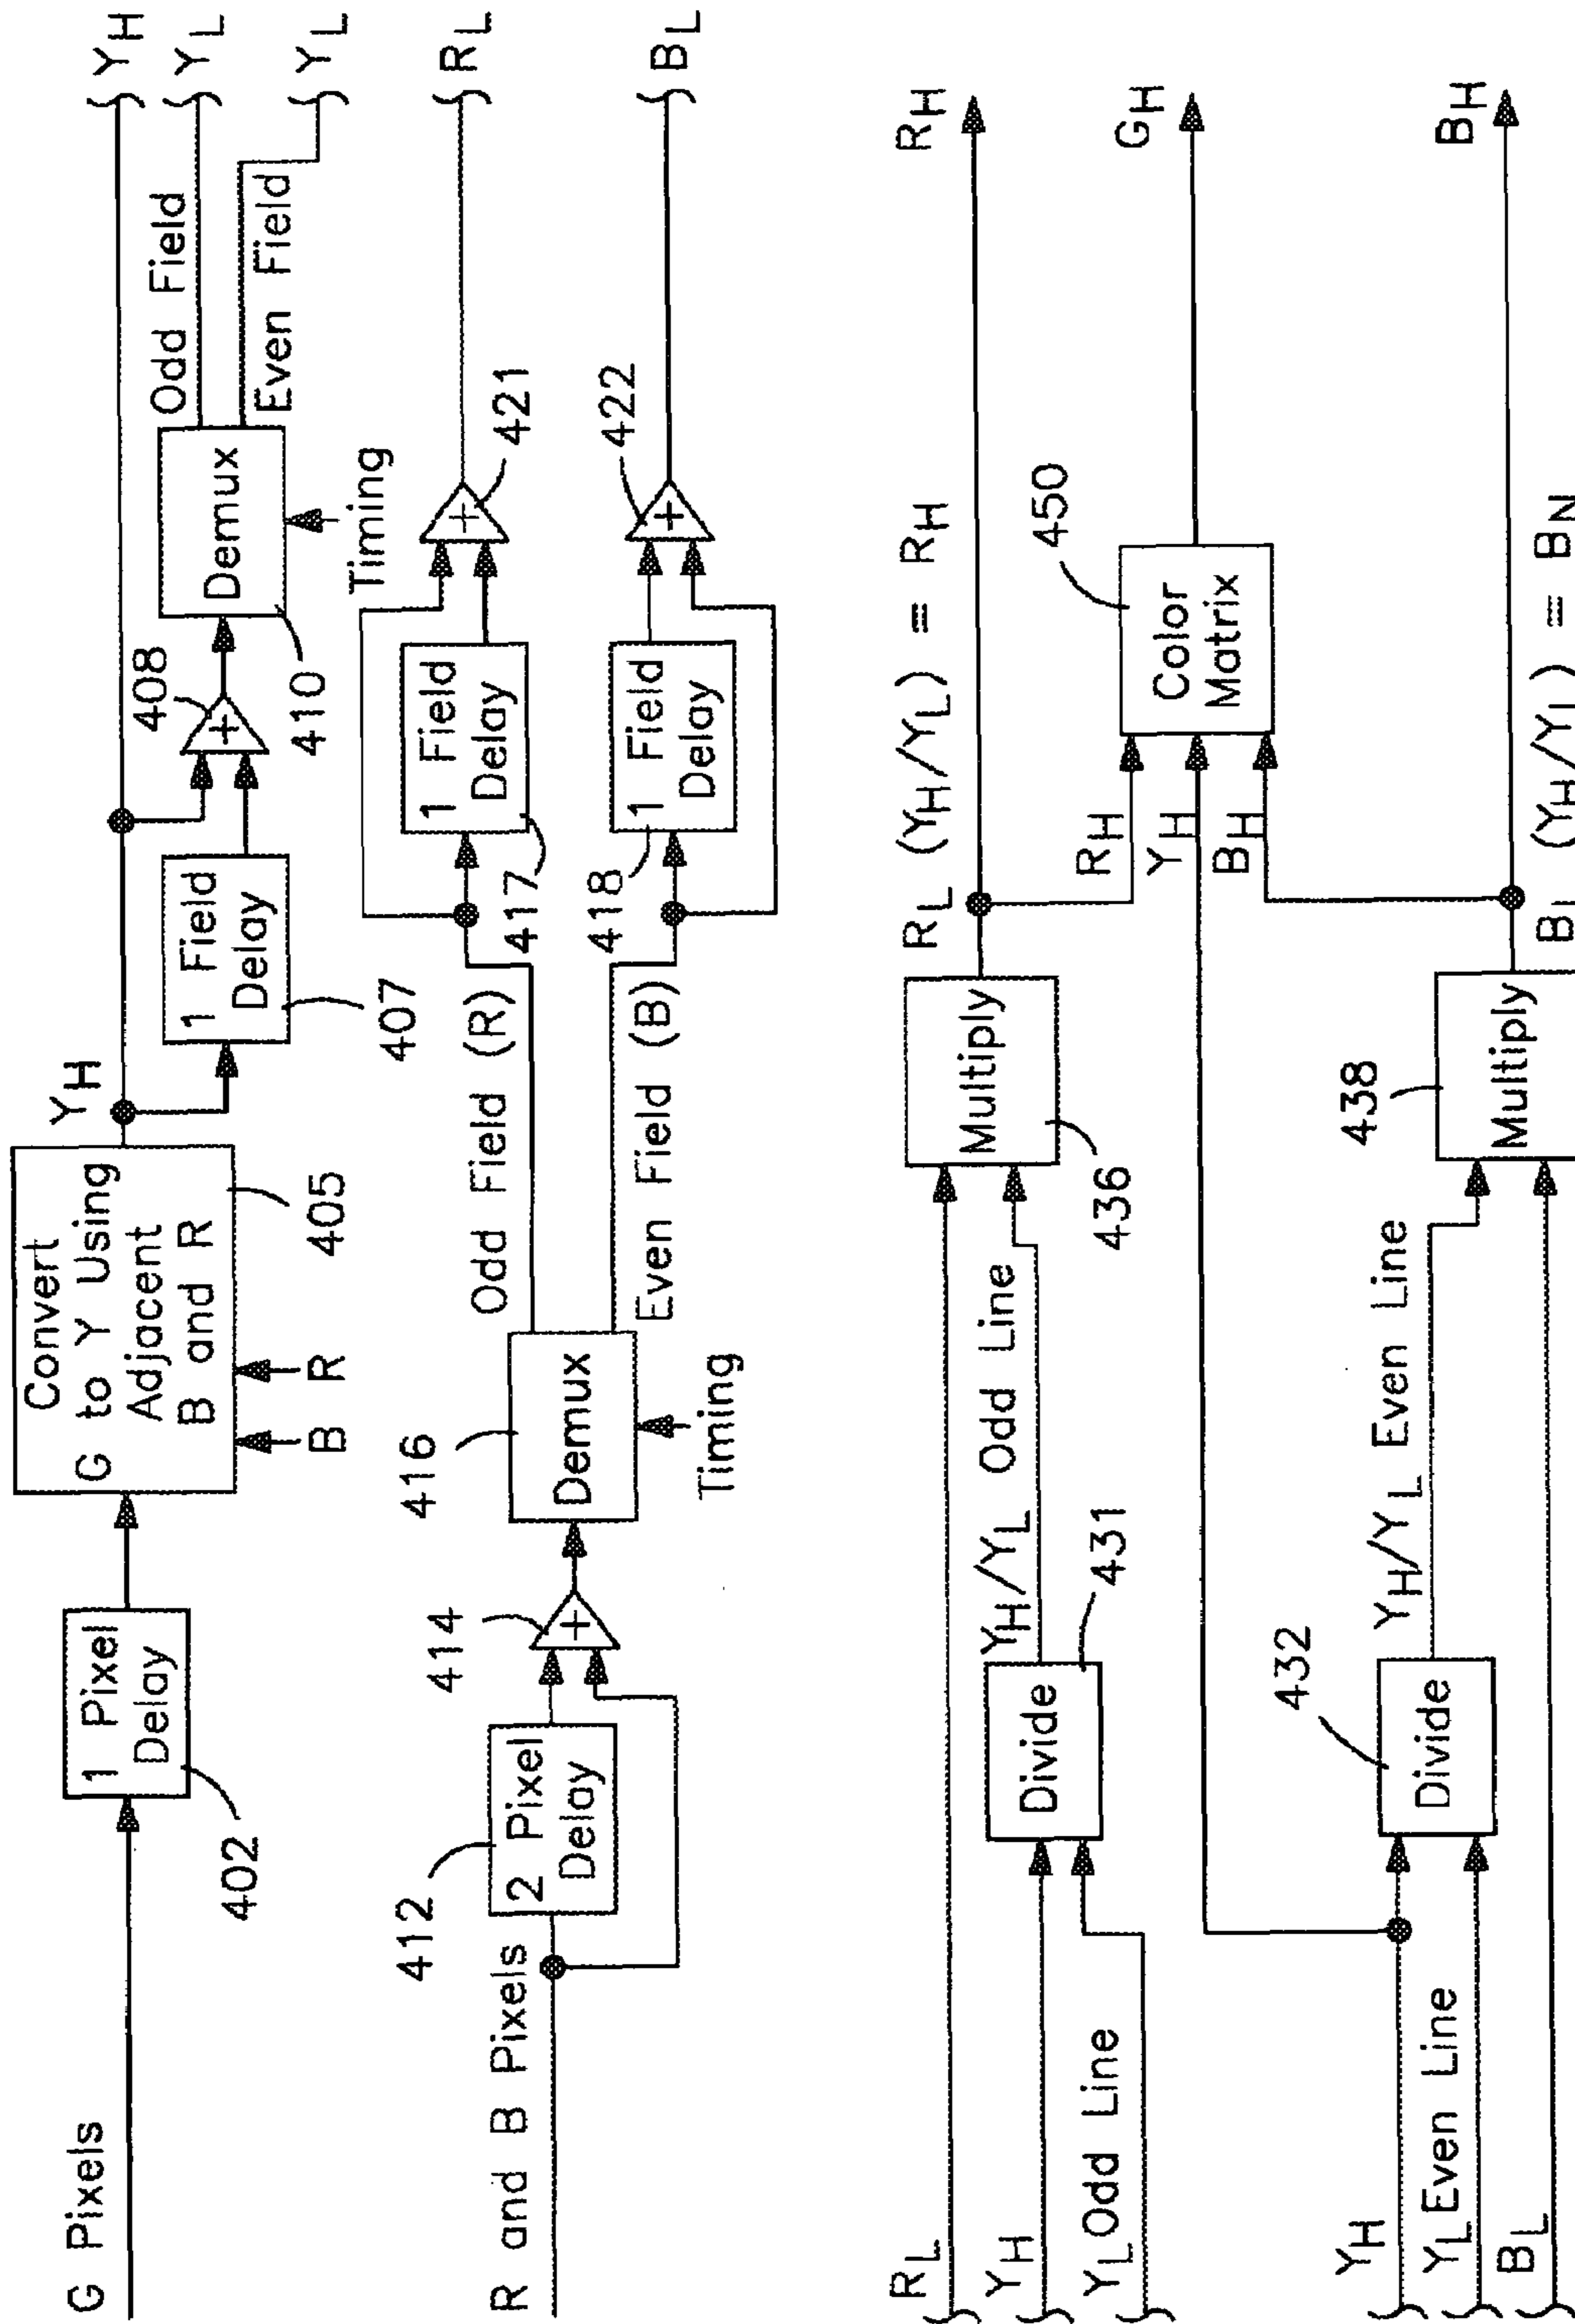 G Pixels
1 Pixel
Delay
402
Convert
G to Y Using
Adjacent
B and R
405
B
R
YH
1 Field
Delay
407
408
Demux
410
Timing
Odd Field
Even Field
YH
YL
YL
R and B Pixels
412
2 Pixel
Delay
414
416
Demux
Timing
Odd Field (R)
Even Field (B)
417
1 Field
Delay
418
1 Field
Delay
421
422
RL
BL
RL
YH
YL Odd Line
Divide
431
YH/YL Odd Line
Multiply
436
RL (YH/YL) = RH
RH
RH
YH
BH
Color
Matrix
450
GH
YH
YL Even Line
BL
432
Divide
YH/YL Even Line
438
Multiply
BL (YH/YL) = BN
BH